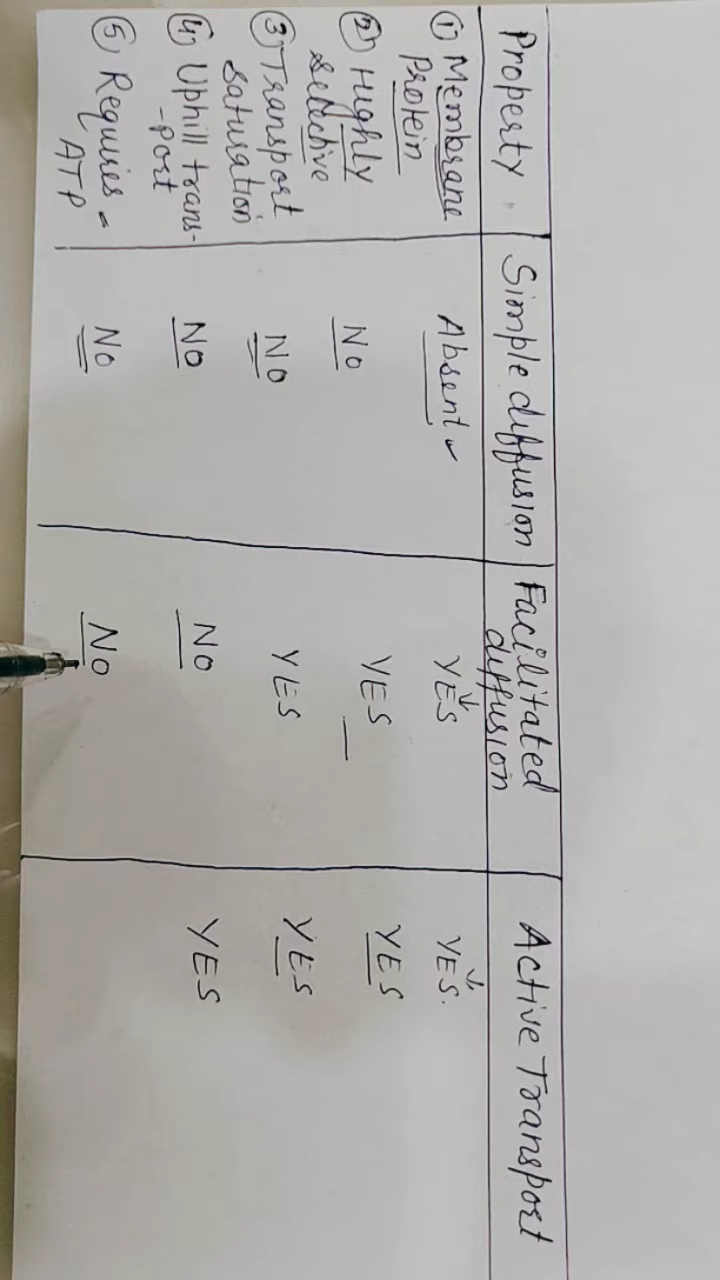 Property Simple diffusion Facilitated Active Transport
diffusion
① Membrane Absent YES YES.
Protein
② Highly No YES YES
selective
③ Transport No YES YES
saturation
④ Uphill trans- No No YES
-port
⑤ Requires - No No
ATP